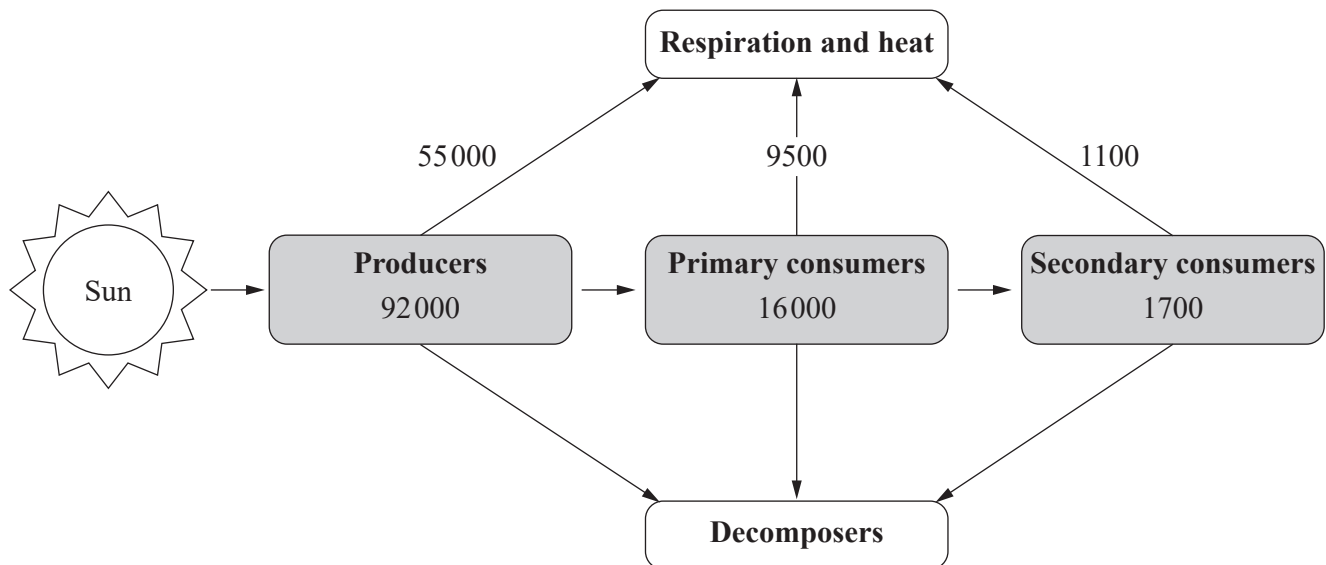 Respiration and heat
55000
9500
1100
Sun
Producers
92000
Primary consumers
16000
Secondary consumers
1700
Decomposers